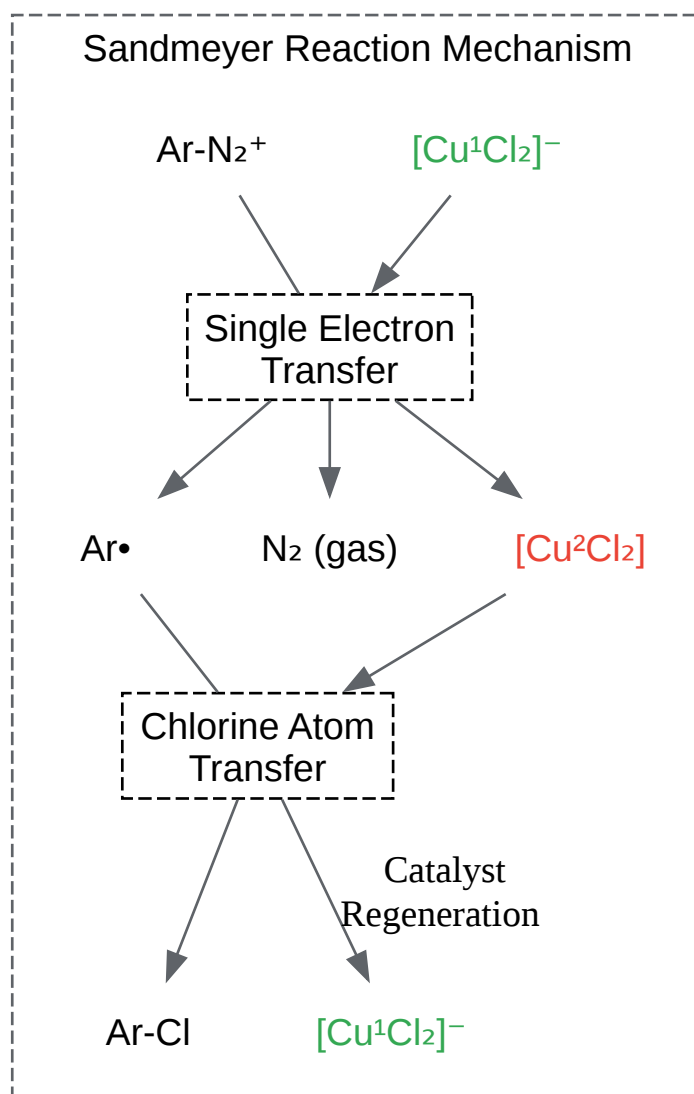 Sandmeyer Reaction Mechanism
Ar-N₂⁺
[Cu¹Cl₂]⁻
Single Electron
Transfer
Ar•
N₂ (gas)
[Cu²Cl₂]
Chlorine Atom
Transfer
Catalyst
Regeneration
Ar-Cl
[Cu¹Cl₂]⁻